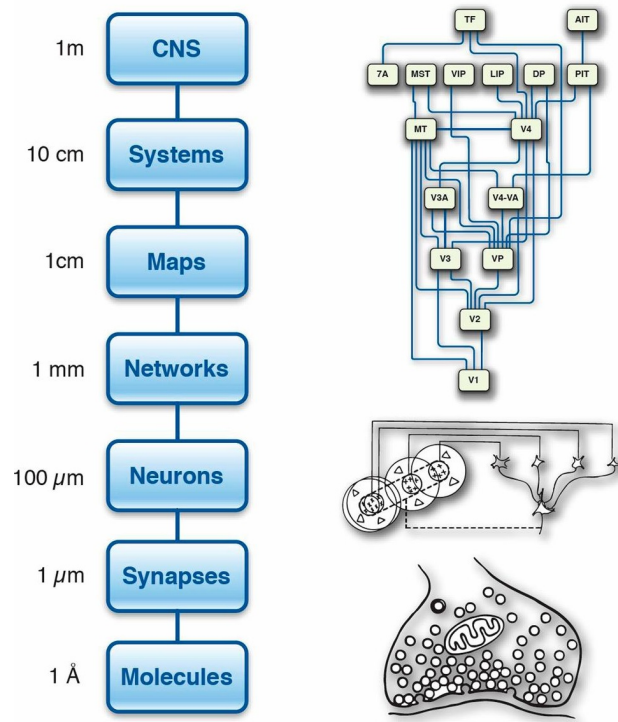 1m
CNS
10 cm
Systems
1cm
Maps
1 mm
Networks
100 µm
Neurons
1 µm
Synapses
1 Å
Molecules
TF
AIT
7A
MST
VIP
LIP
DP
PIT
MT
V4
V3A
V4-VA
V3
VP
V2
V1